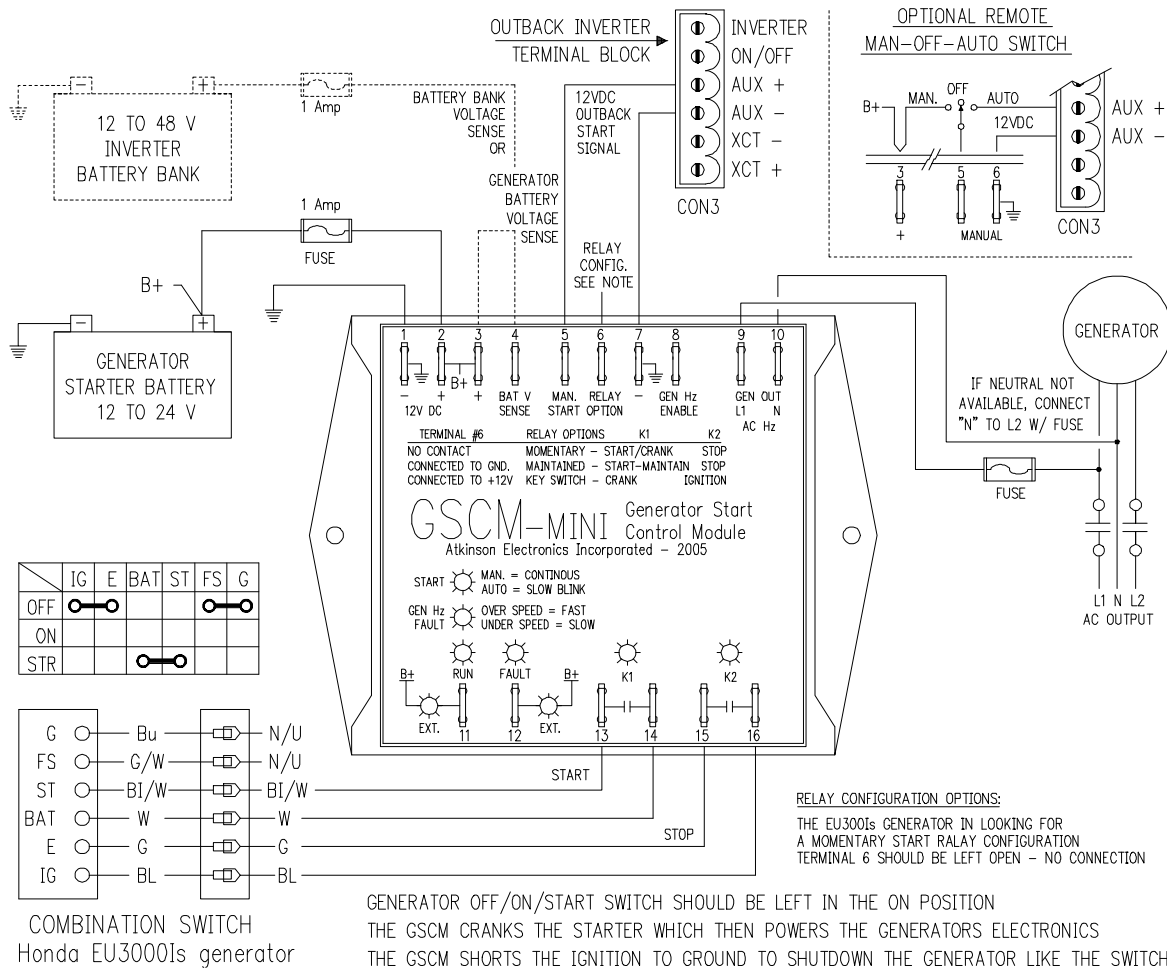 OUTBACK INVERTER
TERMINAL BLOCK
INVERTER
ON/OFF
AUX +
AUX -
XCT -
XCT +
CON3
OPTIONAL REMOTE
MAN-OFF-AUTO SWITCH
B+
MAN.
OFF
AUTO
12VDC
AUX +
AUX -
3
5
6
+
MANUAL
CON3
-
+
1 Amp
12 TO 48 V
INVERTER
BATTERY BANK
BATTERY BANK
VOLTAGE
SENSE
OR
GENERATOR
BATTERY
VOLTAGE
SENSE
12VDC
OUTBACK
START
SIGNAL
RELAY
CONFIG.
SEE NOTE
1 Amp
FUSE
B+
-
+
GENERATOR
STARTER BATTERY
12 TO 24 V
1
2
3
4
5
6
7
8
9
10
B+
-
+
+
BAT V
SENSE
MAN.
START
RELAY
OPTION
-
GEN Hz
ENABLE
GEN OUT
L1 N
AC Hz
12V DC
TERMINAL #6 RELAY OPTIONS K1 K2
NO CONTACT MOMENTARY - START/CRANK STOP
CONNECTED TO GND. MAINTAINED - START-MAINTAIN STOP
CONNECTED TO +12V KEY SWITCH - CRANK IGNITION
GSCM-MINI
Generator Start
Control Module
Atkinson Electronics Incorporated - 2005
START
MAN. = CONTINOUS
AUTO = SLOW BLINK
GEN Hz
FAULT
OVER SPEED = FAST
UNDER SPEED = SLOW
B+
RUN
FAULT
B+
K1
K2
EXT.
EXT.
11
12
13
14
15
16
GENERATOR
IF NEUTRAL NOT
AVAILABLE, CONNECT
"N" TO L2 W/ FUSE
FUSE
L1 N L2
AC OUTPUT
IG E BAT ST FS G
OFF
ON
STR
G Bu N/U
FS G/W N/U
ST BI/W BI/W
BAT W W
E G G
IG BL BL
START
STOP
COMBINATION SWITCH
Honda EU3000Is generator
RELAY CONFIGURATION OPTIONS:
THE EU300Is GENERATOR IN LOOKING FOR
A MOMENTARY START RALAY CONFIGURATION
TERMINAL 6 SHOULD BE LEFT OPEN - NO CONNECTION
GENERATOR OFF/ON/START SWITCH SHOULD BE LEFT IN THE ON POSITION
THE GSCM CRANKS THE STARTER WHICH THEN POWERS THE GENERATORS ELECTRONICS
THE GSCM SHORTS THE IGNITION TO GROUND TO SHUTDOWN THE GENERATOR LIKE THE SWITCH